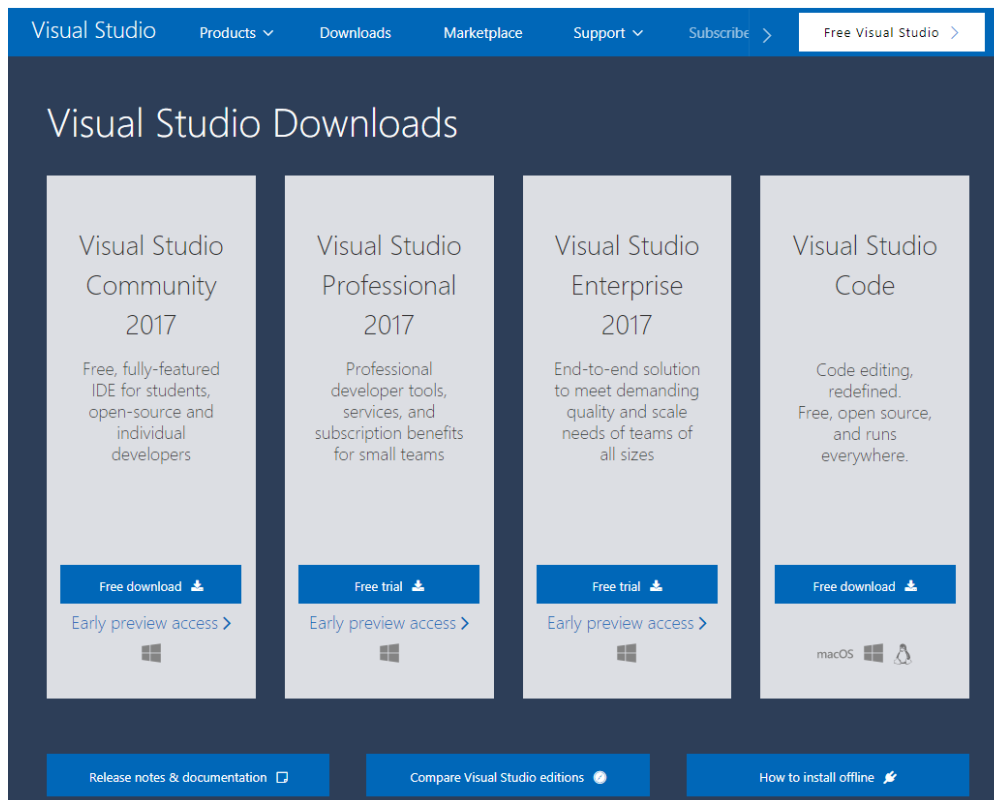 Visual Studio Products Downloads Marketplace Support Subscribe Free Visual Studio
Visual Studio Downloads
Visual Studio
Community
2017
Free, fully-featured
IDE for students,
open-source and
individual
developers
Free download
Early preview access
Visual Studio
Professional
2017
Professional
developer tools,
services, and
subscription benefits
for small teams
Free trial
Early preview access
Visual Studio
Enterprise
2017
End-to-end solution
to meet demanding
quality and scale
needs of teams of
all sizes
Free trial
Early preview access
Visual Studio
Code
Code editing,
redefined.
Free, open source,
and runs
everywhere.
Free download
macOS
Release notes & documentation
Compare Visual Studio editions
How to install offline